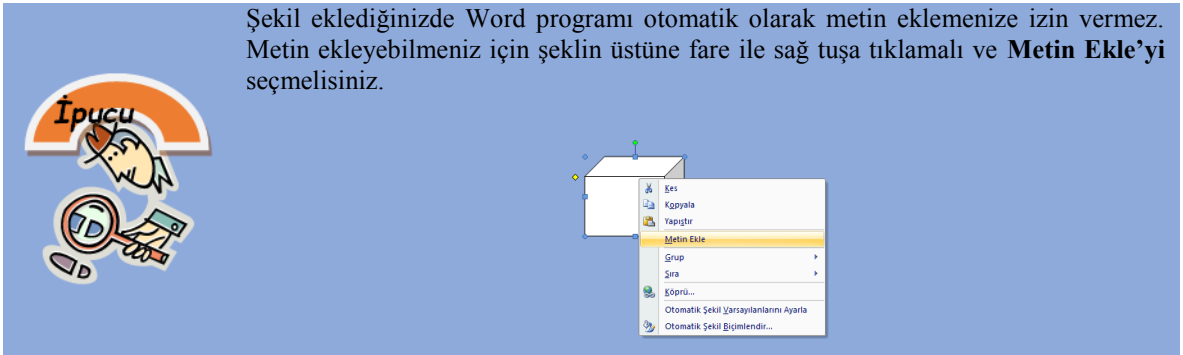 Şekil eklediğinizde Word programı otomatik olarak metin eklemenize izin vermez.
Metin ekleyebilmeniz için şeklin üstüne fare ile sağ tuşa tıklamalı ve Metin Ekle’yi
seçmelisiniz.
İpucu
Kes
Kopyala
Yapıştır
Metin Ekle
Grup
Sıra
Köprü...
Otomatik Şekil Varsayılanlarını Ayarla
Otomatik Şekil Biçimlendir...